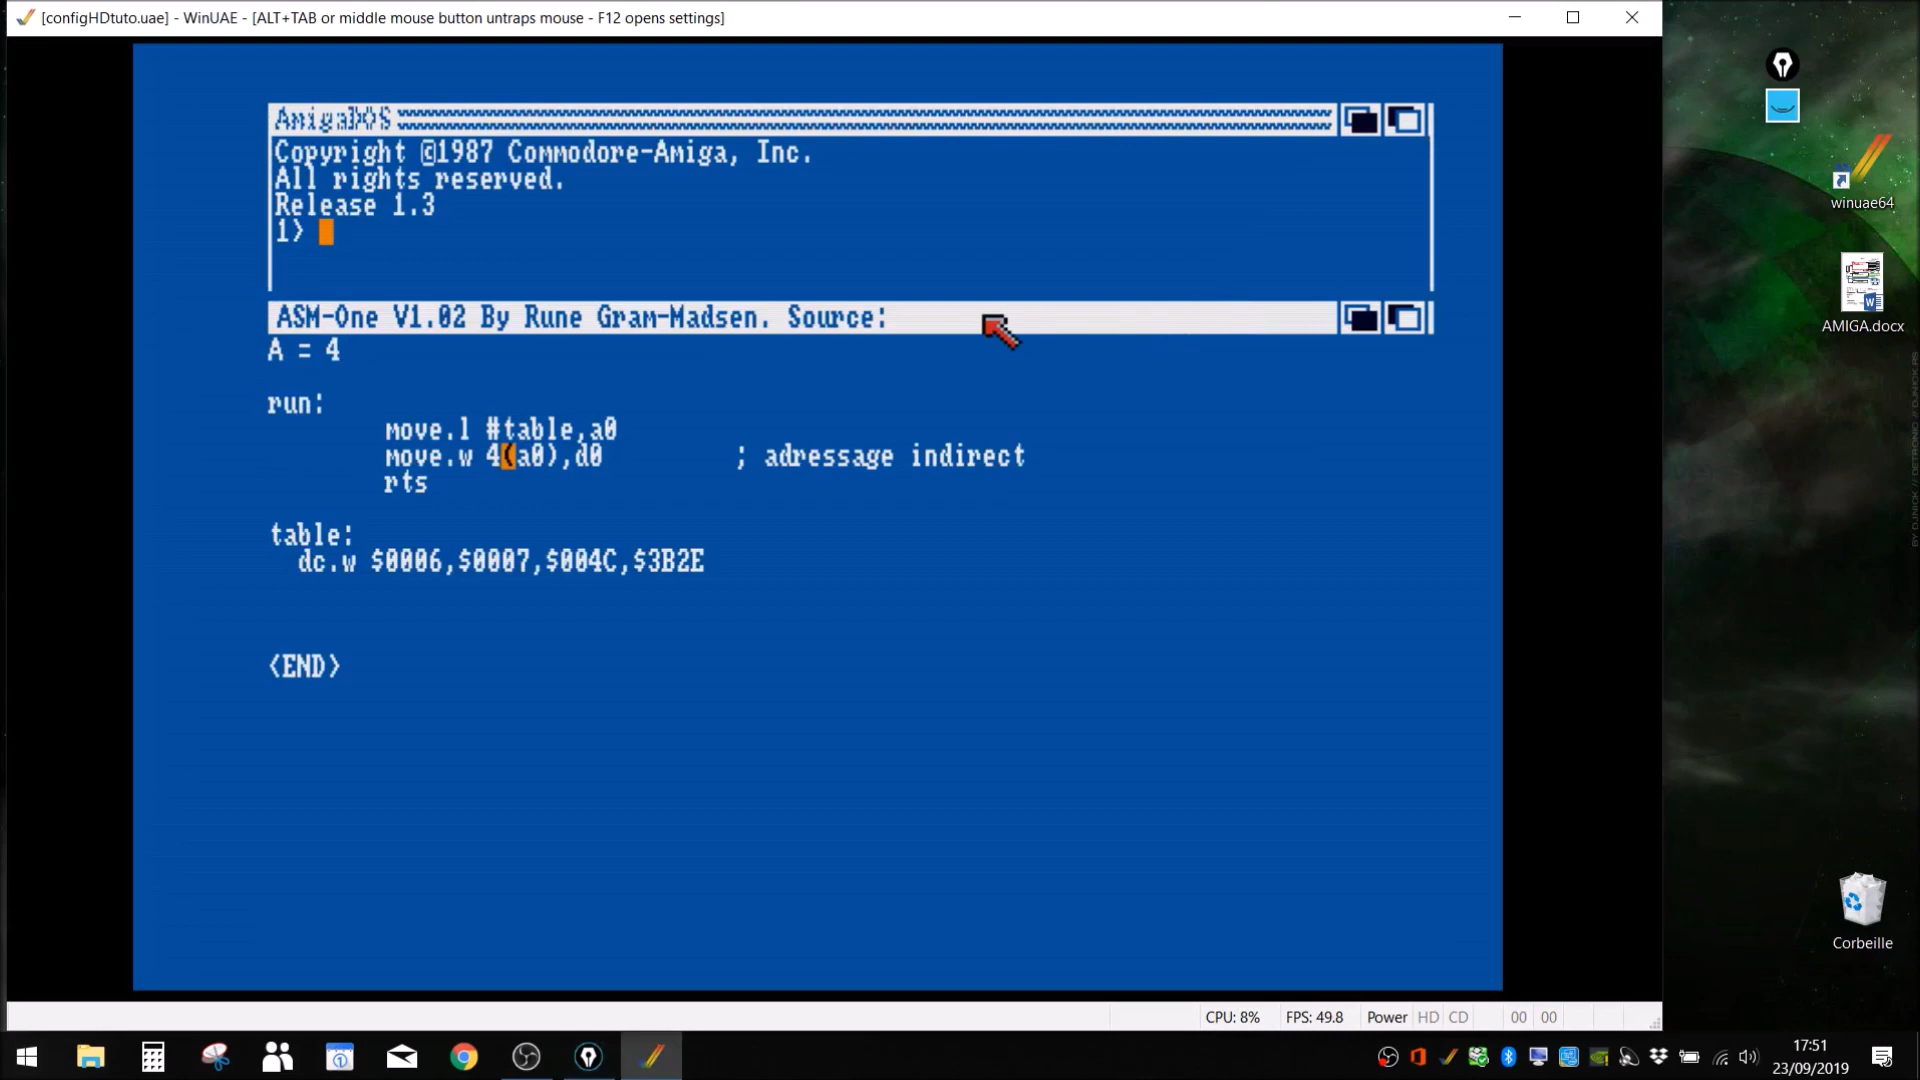 [configHDtuto.uae] - WinUAE - [ALT+TAB or middle mouse button untraps mouse - F12 opens settings]
AmigaDOS
Copyright ©1987 Commodore-Amiga, Inc.
All rights reserved.
Release 1.3
1>
ASM-One V1.02 By Rune Gram-Madsen. Source:
A = 4
run:
move.l #table,a0
move.w 4(a0),d0 ; adressage indirect
rts
table:
dc.w $0006,$0007,$004C,$3B2E
<END>
winuae64
AMIGA.docx
Corbeille
CPU: 8% FPS: 49.8 Power HD CD 00 00
17:51
23/09/2019